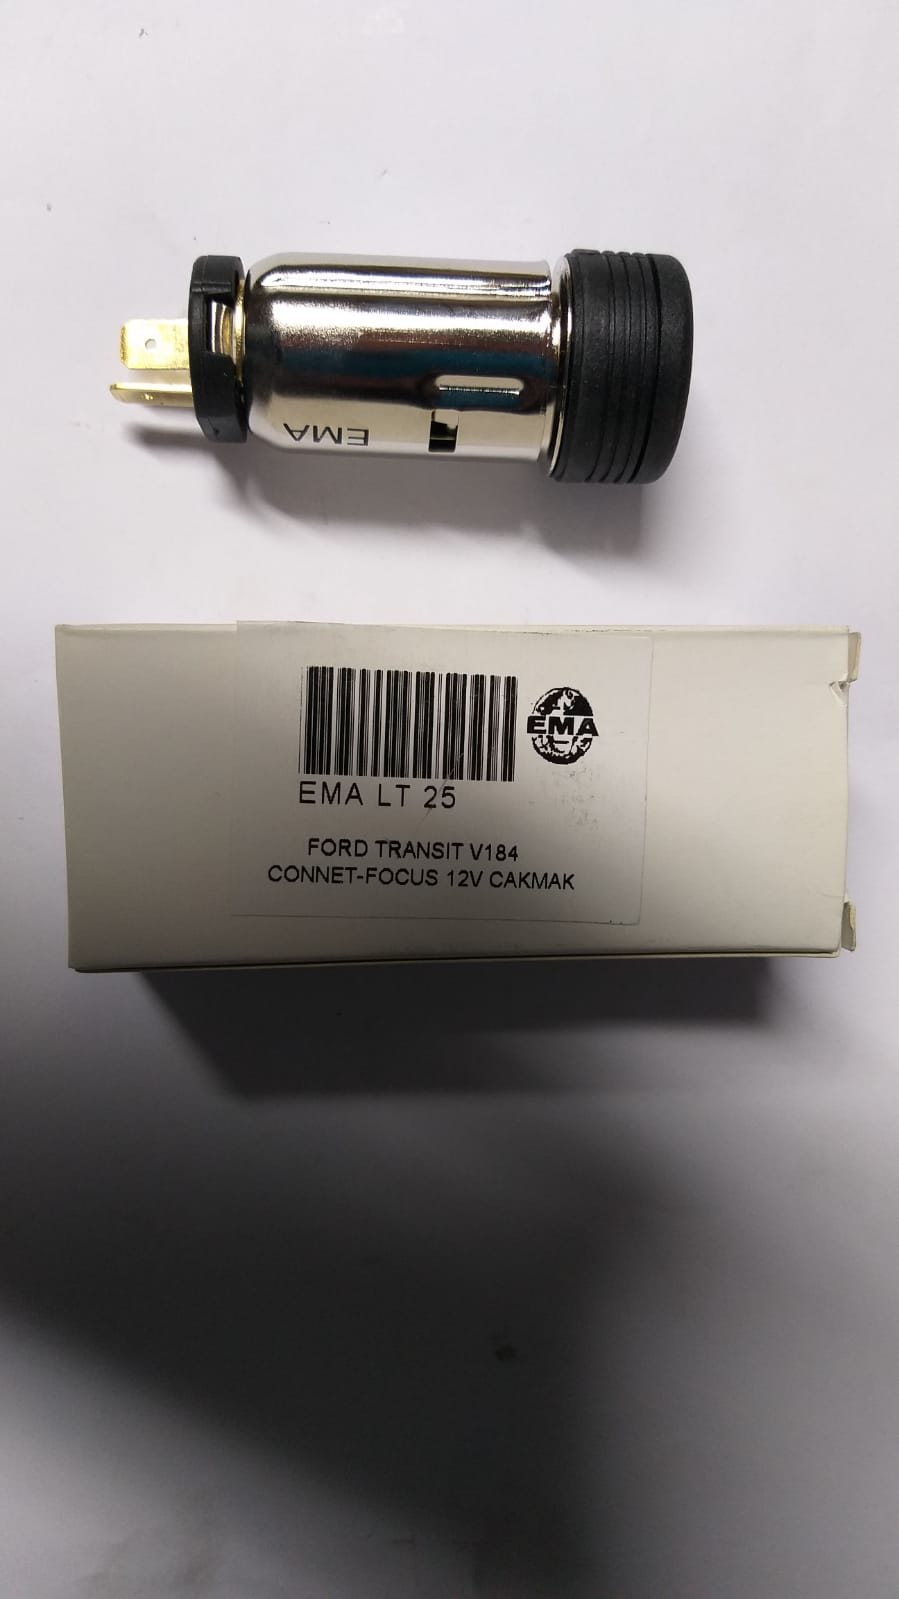 EMA
EMA
EMA LT 25
FORD TRANSIT V184
CONNET-FOCUS 12V CAKMAK